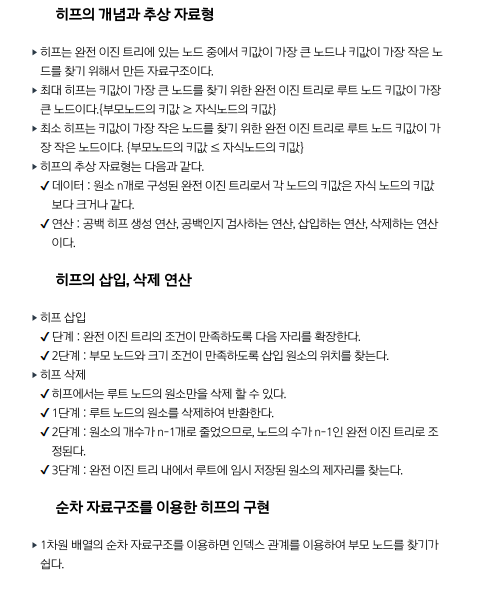 히프의 개념과 추상 자료형
▶ 히프는 완전 이진 트리에 있는 노드 중에서 키값이 가장 큰 노드나 키값이 가장 작은 노
드를 찾기 위해서 만든 자료구조이다.
▶ 최대 히프는 키값이 가장 큰 노드를 찾기 위한 완전 이진 트리로 루트 노드 키값이 가장
큰 노드이다.{부모노드의 키값 ≥ 자식노드의 키값}
▶ 최소 히프는 키값이 가장 작은 노드를 찾기 위한 완전 이진 트리로 루트 노드 키값이 가
장 작은 노드이다. {부모노드의 키값 ≤ 자식노드의 키값}
▶ 히프의 추상 자료형은 다음과 같다.
✔ 데이터 : 원소 n개로 구성된 완전 이진 트리로서 각 노드의 키값은 자식 노드의 키값
보다 크거나 같다.
✔ 연산 : 공백 히프 생성 연산, 공백인지 검사하는 연산, 삽입하는 연산, 삭제하는 연산
이다.
히프의 삽입, 삭제 연산
▶ 히프 삽입
✔ 단계 : 완전 이진 트리의 조건이 만족하도록 다음 자리를 확장한다.
✔ 2단계 : 부모 노드와 크기 조건이 만족하도록 삽입 원소의 위치를 찾는다.
▶ 히프 삭제
✔ 히프에서는 루트 노드의 원소만을 삭제 할 수 있다.
✔ 1단계 : 루트 노드의 원소를 삭제하여 반환한다.
✔ 2단계 : 원소의 개수가 n-1개로 줄었으므로, 노드의 수가 n-1인 완전 이진 트리로 조
정된다.
✔ 3단계 : 완전 이진 트리 내에서 루트에 임시 저장된 원소의 제자리를 찾는다.
순차 자료구조를 이용한 히프의 구현
▶ 1차원 배열의 순차 자료구조를 이용하면 인덱스 관계를 이용하여 부모 노드를 찾기가
쉽다.